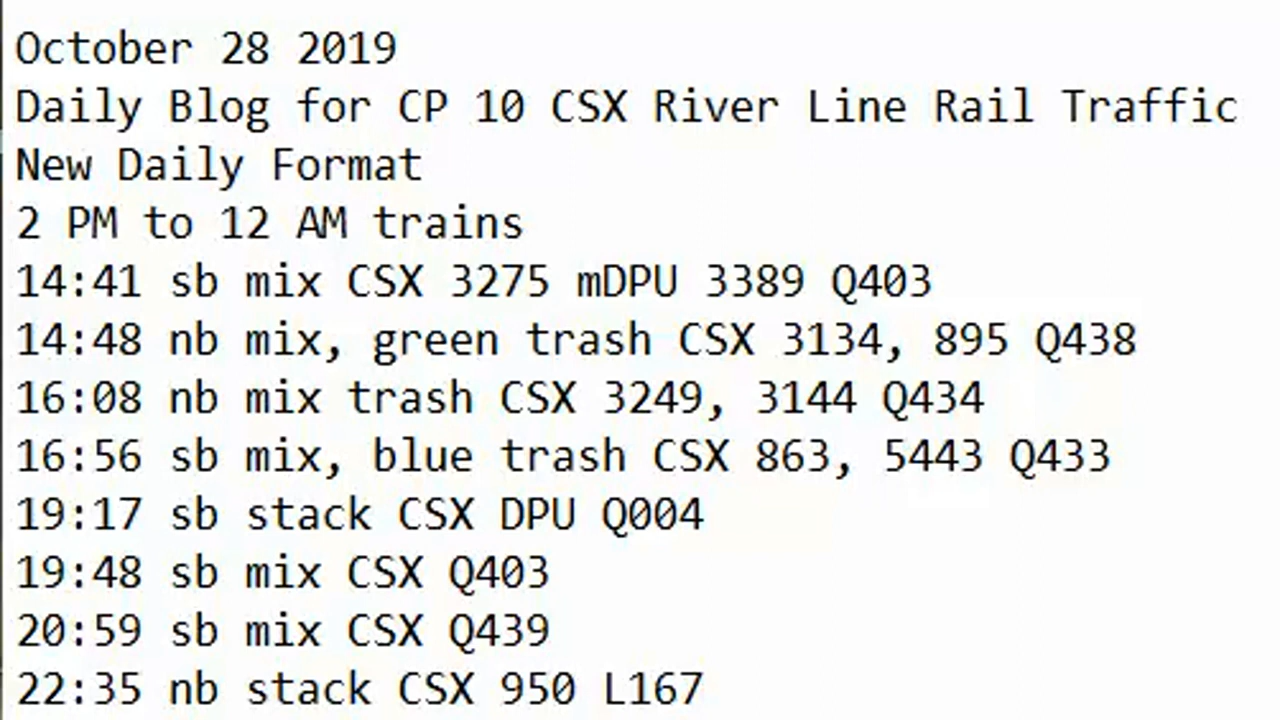 October 28 2019
Daily Blog for CP 10 CSX River Line Rail Traffic
New Daily Format
2 PM to 12 AM trains
14:41 sb mix CSX 3275 mDPU 3389 Q403
14:48 nb mix, green trash CSX 3134, 895 Q438
16:08 nb mix trash CSX 3249, 3144 Q434
16:56 sb mix, blue trash CSX 863, 5443 Q433
19:17 sb stack CSX DPU Q004
19:48 sb mix CSX Q403
20:59 sb mix CSX Q439
22:35 nb stack CSX 950 L167